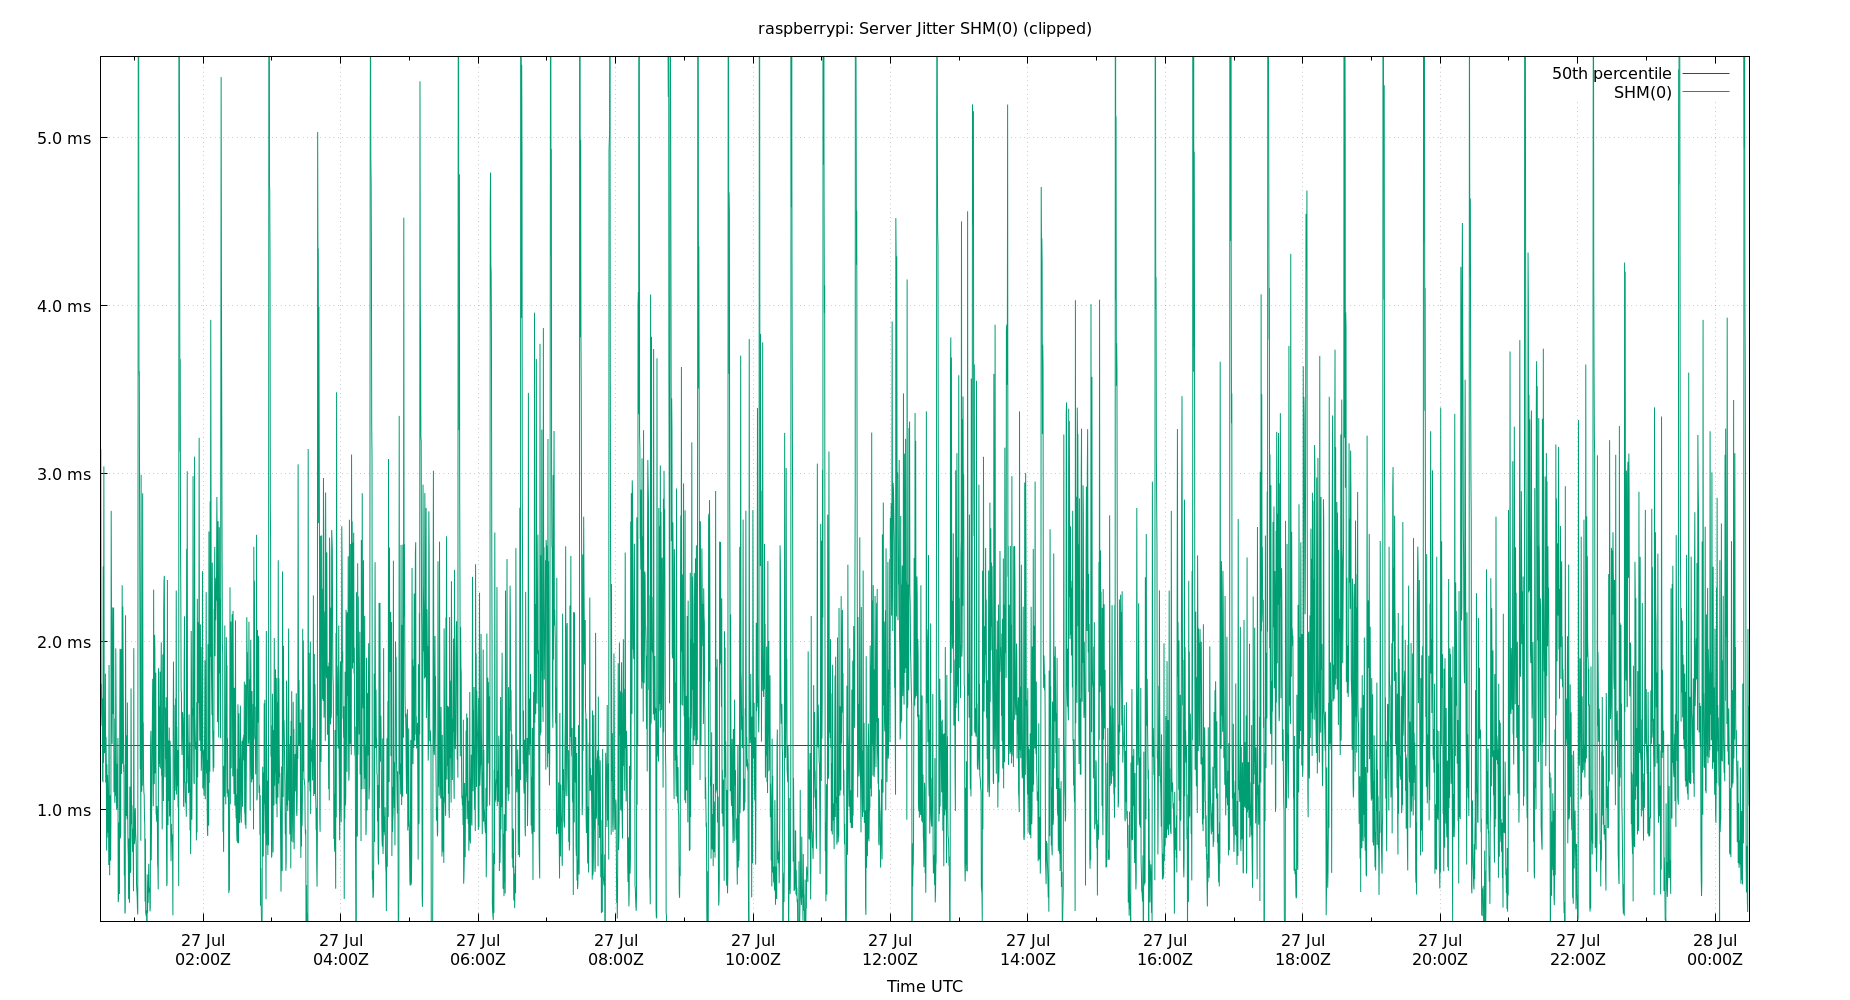 raspberrypi: Server Jitter SHM(0) (clipped)
50th percentile
SHM(0)
5.0 ms
4.0 ms
3.0 ms
2.0 ms
1.0 ms
27 Jul 27 Jul 27 Jul 27 Jul 27 Jul 27 Jul 27 Jul 27 Jul 27 Jul 27 Jul 27 Jul 28 Jul
02:00Z 04:00Z 06:00Z 08:00Z 10:00Z 12:00Z 14:00Z 16:00Z 18:00Z 20:00Z 22:00Z 00:00Z
Time UTC